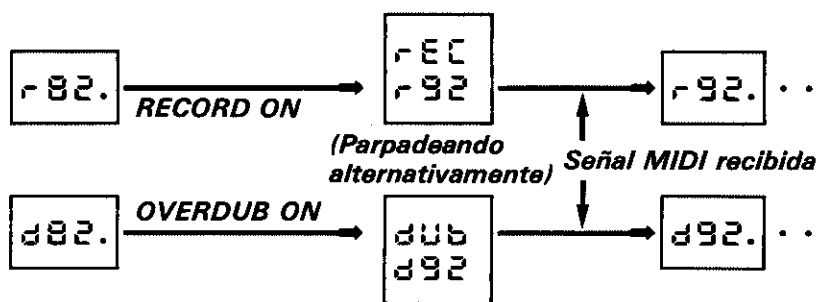 rEC
r82. r92 r92. . .
RECORD ON
(Parpadeando
alternativamente) Señal MIDI recibida
OVERDUB ON
d82. dUb d92. . .
d92